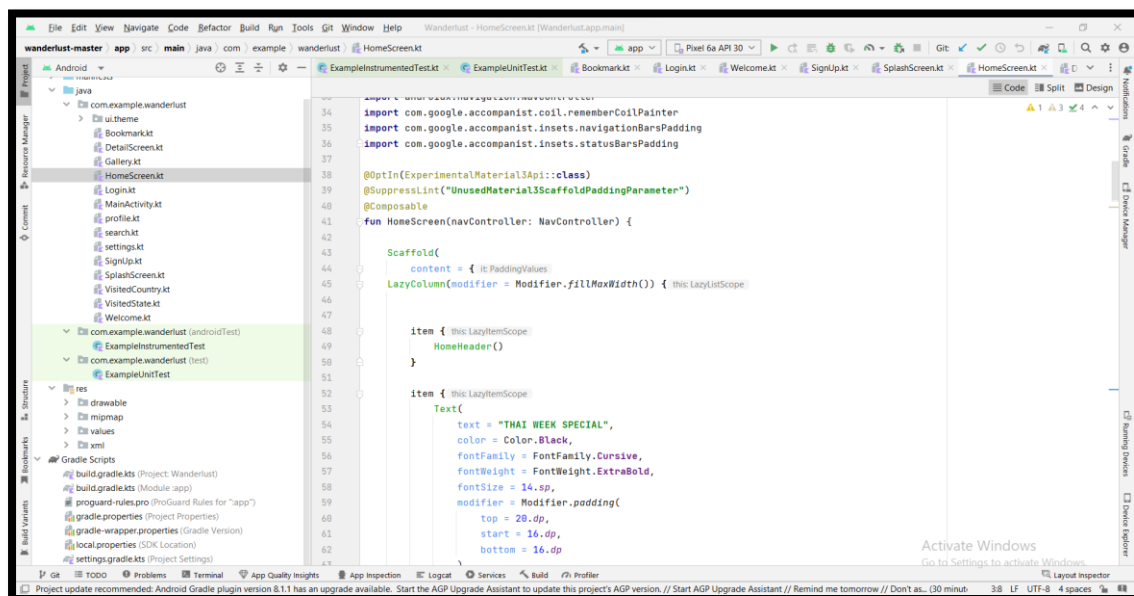 File Edit View Navigate Code Refactor Build Run Tools Git Window Help Wanderlust - HomeScreen.kt [Wanderlust.app.main]
wanderlust-master app src main java com example wanderlust HomeScreen.kt app Pixel 6a API 30 Git:
Android ExampleInstrumentedTest.kt ExampleUnitTest.kt Bookmark.kt Login.kt Welcome.kt SignUp.kt SplashScreen.kt HomeScreen.kt
Code Split Design
1 3 4
Project
Resource Manager
Commit
Structure
Bookmarks
Build Variants
manifests
java
com.example.wanderlust
ui.theme
Bookmark.kt
DetailScreen.kt
Gallery.kt
HomeScreen.kt
Login.kt
MainActivity.kt
profile.kt
search.kt
settings.kt
SignUp.kt
SplashScreen.kt
VisitedCountry.kt
VisitedState.kt
Welcome.kt
com.example.wanderlust (androidTest)
ExampleInstrumentedTest
com.example.wanderlust (test)
ExampleUnitTest
res
drawable
mipmap
values
xml
Gradle Scripts
build.gradle.kts (Project: Wanderlust)
build.gradle.kts (Module :app)
proguard-rules.pro (ProGuard Rules for ":app")
gradle.properties (Project Properties)
gradle-wrapper.properties (Gradle Version)
local.properties (SDK Location)
settings.gradle.kts (Project Settings)
33 import androidx.navigation.NavController
34 import com.google.accompanist.coil.rememberCoilPainter
35 import com.google.accompanist.insets.navigationBarsPadding
36 import com.google.accompanist.insets.statusBarsPadding
37
38 @OptIn(ExperimentalMaterial3Api::class)
39 @SuppressLint("UnusedMaterial3ScaffoldPaddingParameter")
40 @Composable
41 fun HomeScreen(navController: NavController) {
42
43 Scaffold(
44 content = { it: PaddingValues
45 LazyColumn(modifier = Modifier.fillMaxWidth()) { this: LazyListScope
46
47
48 item { this: LazyItemScope
49 HomeHeader()
50 }
51
52 item { this: LazyItemScope
53 Text(
54 text = "THAI WEEK SPECIAL",
55 color = Color.Black,
56 fontFamily = FontFamily.Cursive,
57 fontWeight = FontWeight.ExtraBold,
58 fontSize = 14.sp,
59 modifier = Modifier.padding(
60 top = 20.dp,
61 start = 16.dp,
62 bottom = 16.dp
Notifications
Gradle
Device Manager
Running Devices
Device Explorer
Activate Windows
Go to Settings to activate Windows.
Git TODO Problems Terminal App Quality Insights App Inspection Logcat Services Build Profiler Layout Inspector
Project update recommended: Android Gradle plugin version 8.1.1 has an upgrade available. Start the AGP Upgrade Assistant to update this project's AGP version. // Start AGP Upgrade Assistant // Remind me tomorrow // Don't as... (30 minut 3:8 LF UTF-8 4 spaces